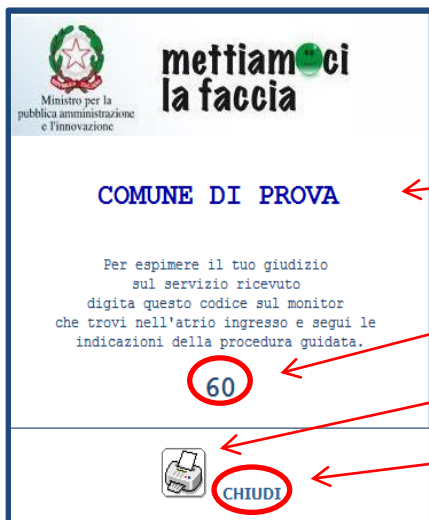 Ministro per la
pubblica amministrazione
e l'innovazione
mettiamoci
la faccia
COMUNE DI PROVA
Per espimere il tuo giudizio
sul servizio ricevuto
digita questo codice sul monitor
che trovi nell'atrio ingresso e segui le
indicazioni della procedura guidata.
60
CHIUDI